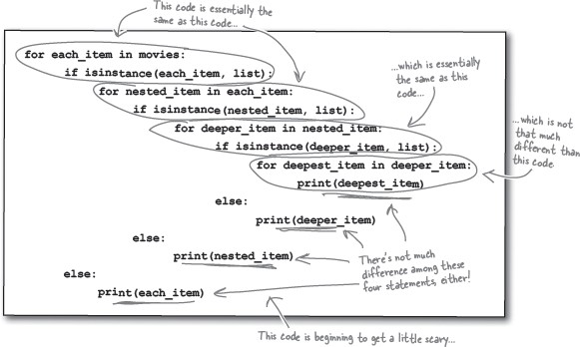 This code is essentially the
same as this code...
for each_item in movies:
if isinstance(each_item, list):
for nested_item in each_item:
if isinstance(nested_item, list):
for deeper_item in nested_item:
if isinstance(deeper_item, list):
for deepest_item in deeper_item:
print(deepest_item)
else:
print(deeper_item)
else:
print(nested_item)
else:
print(each_item)
...which is essentially
the same as this
code...
...which is not
that much
different than
this code.
There's not much
difference among these
four statements, either!
This code is beginning to get a little scary...